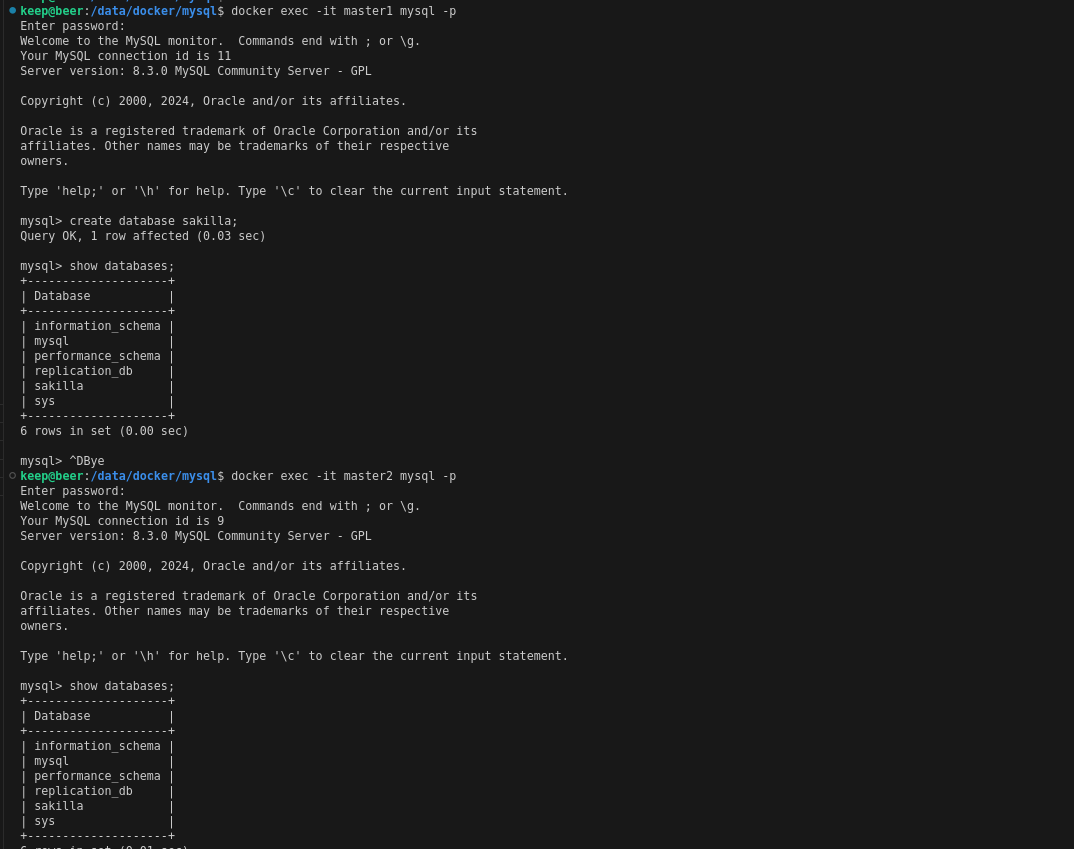 keep@beer:/data/docker/mysql$ docker exec -it master1 mysql -p
Enter password:
Welcome to the MySQL monitor.  Commands end with ; or \g.
Your MySQL connection id is 11
Server version: 8.3.0 MySQL Community Server - GPL

Copyright (c) 2000, 2024, Oracle and/or its affiliates.

Oracle is a registered trademark of Oracle Corporation and/or its
affiliates. Other names may be trademarks of their respective
owners.

Type 'help;' or '\h' for help. Type '\c' to clear the current input statement.

mysql> create database sakilla;
Query OK, 1 row affected (0.03 sec)

mysql> show databases;
+--------------------+
| Database           |
+--------------------+
| information_schema |
| mysql              |
| performance_schema |
| replication_db     |
| sakilla            |
| sys                |
+--------------------+
6 rows in set (0.00 sec)

mysql> ^DBye
keep@beer:/data/docker/mysql$ docker exec -it master2 mysql -p
Enter password:
Welcome to the MySQL monitor.  Commands end with ; or \g.
Your MySQL connection id is 9
Server version: 8.3.0 MySQL Community Server - GPL

Copyright (c) 2000, 2024, Oracle and/or its affiliates.

Oracle is a registered trademark of Oracle Corporation and/or its
affiliates. Other names may be trademarks of their respective
owners.

Type 'help;' or '\h' for help. Type '\c' to clear the current input statement.

mysql> show databases;
+--------------------+
| Database           |
+--------------------+
| information_schema |
| mysql              |
| performance_schema |
| replication_db     |
| sakilla            |
| sys                |
+--------------------+
6 rows in set (0.01 sec)